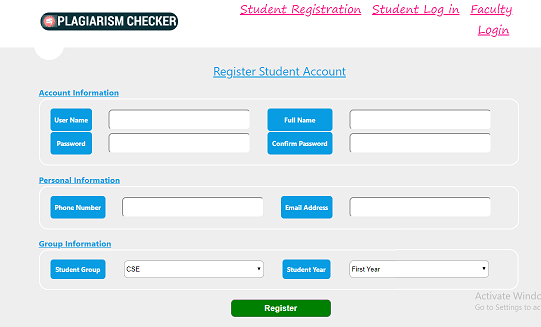 PLAGIARISM CHECKER
Student Registration Student Log in Faculty
Login
Register Student Account
Account Information
User Name Full Name
Password Confirm Password
Personal Information
Phone Number Email Address
Group Information
Student Group CSE Student Year First Year
Activate Windo
Go to Settings to ac
Register